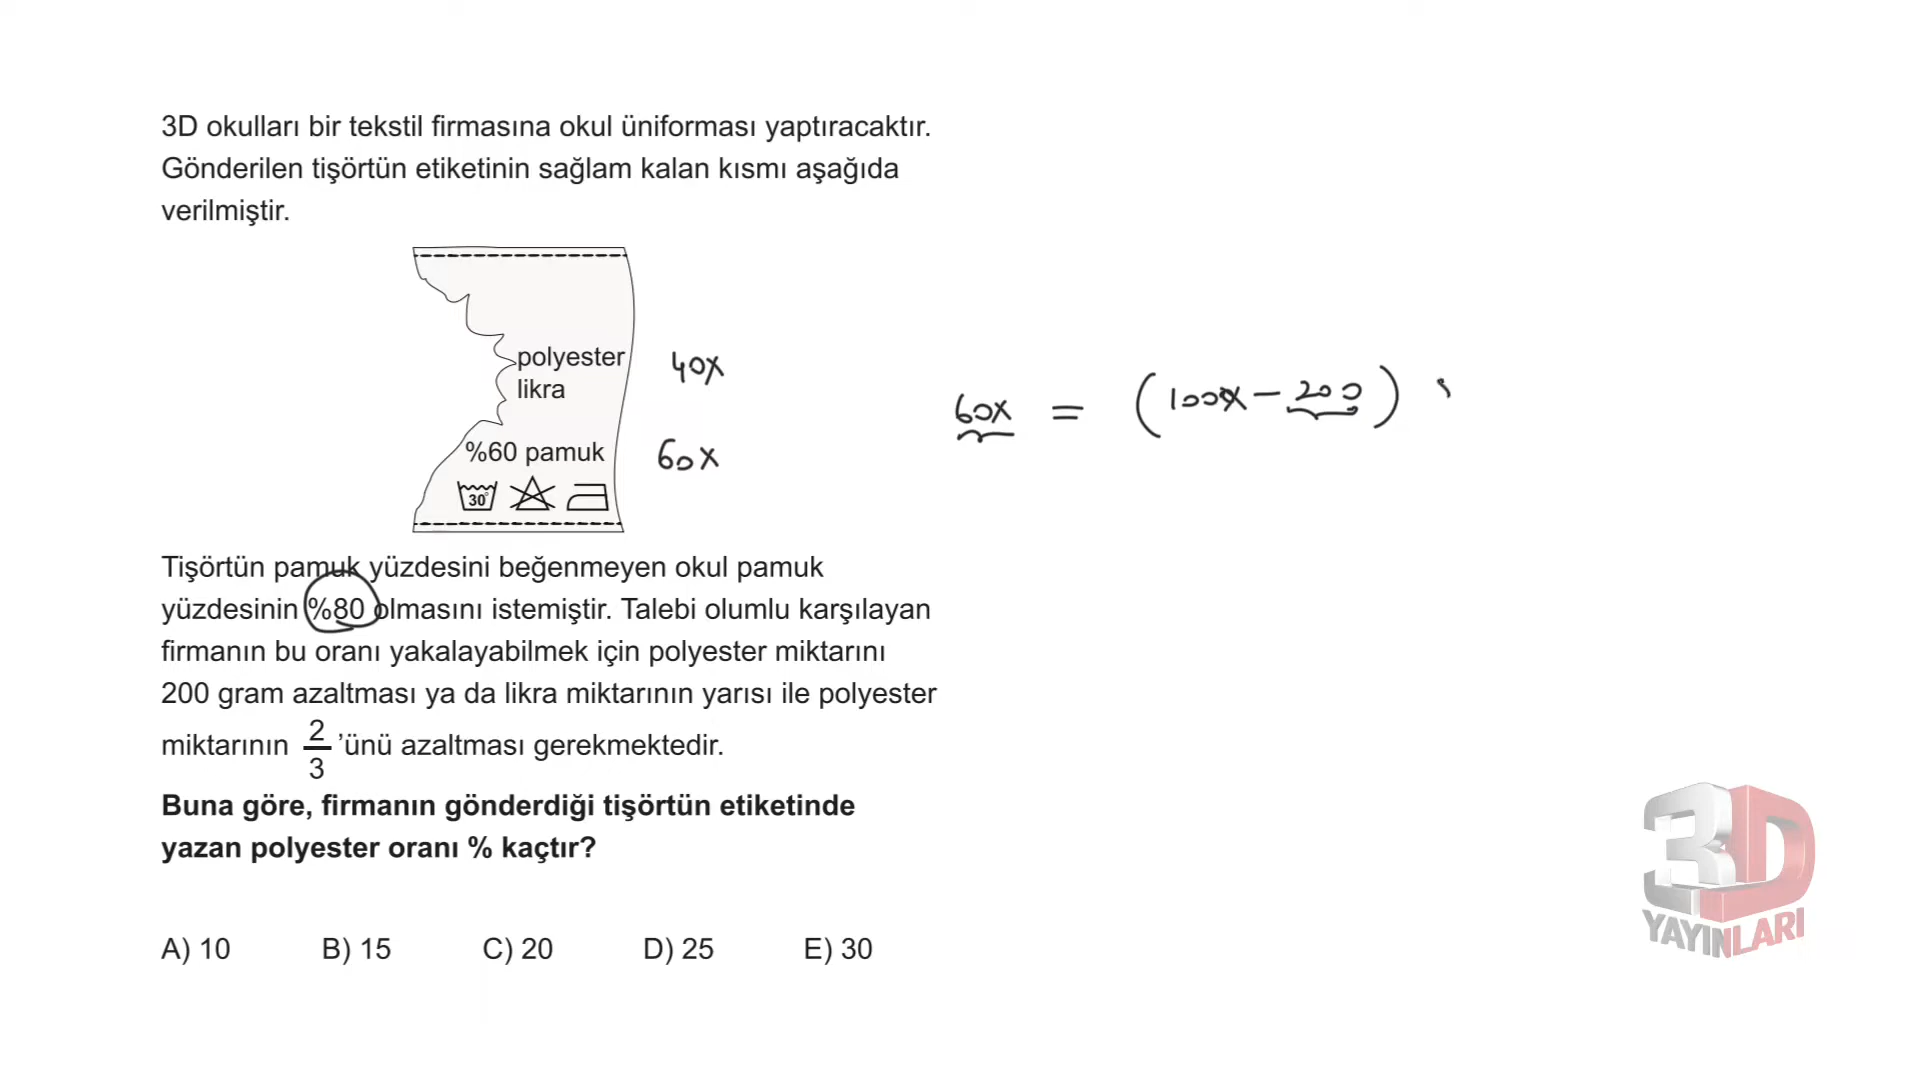 3D okulları bir tekstil firmasına okul üniforması yaptıracaktır.
Gönderilen tişörtün etiketinin sağlam kalan kısmı aşağıda
verilmiştir.
polyester
likra
%60 pamuk
30°
40x
60x
60x = (100x - 200)
Tişörtün pamuk yüzdesini beğenmeyen okul pamuk
yüzdesinin %80 olmasını istemiştir. Talebi olumlu karşılayan
firmanın bu oranı yakalayabilmek için polyester miktarını
200 gram azaltması ya da likra miktarının yarısı ile polyester
miktarının 2/3 ’ünü azaltması gerekmektedir.
Buna göre, firmanın gönderdiği tişörtün etiketinde
yazan polyester oranı % kaçtır?
A) 10 B) 15 C) 20 D) 25 E) 30
3D
YAYINLARI